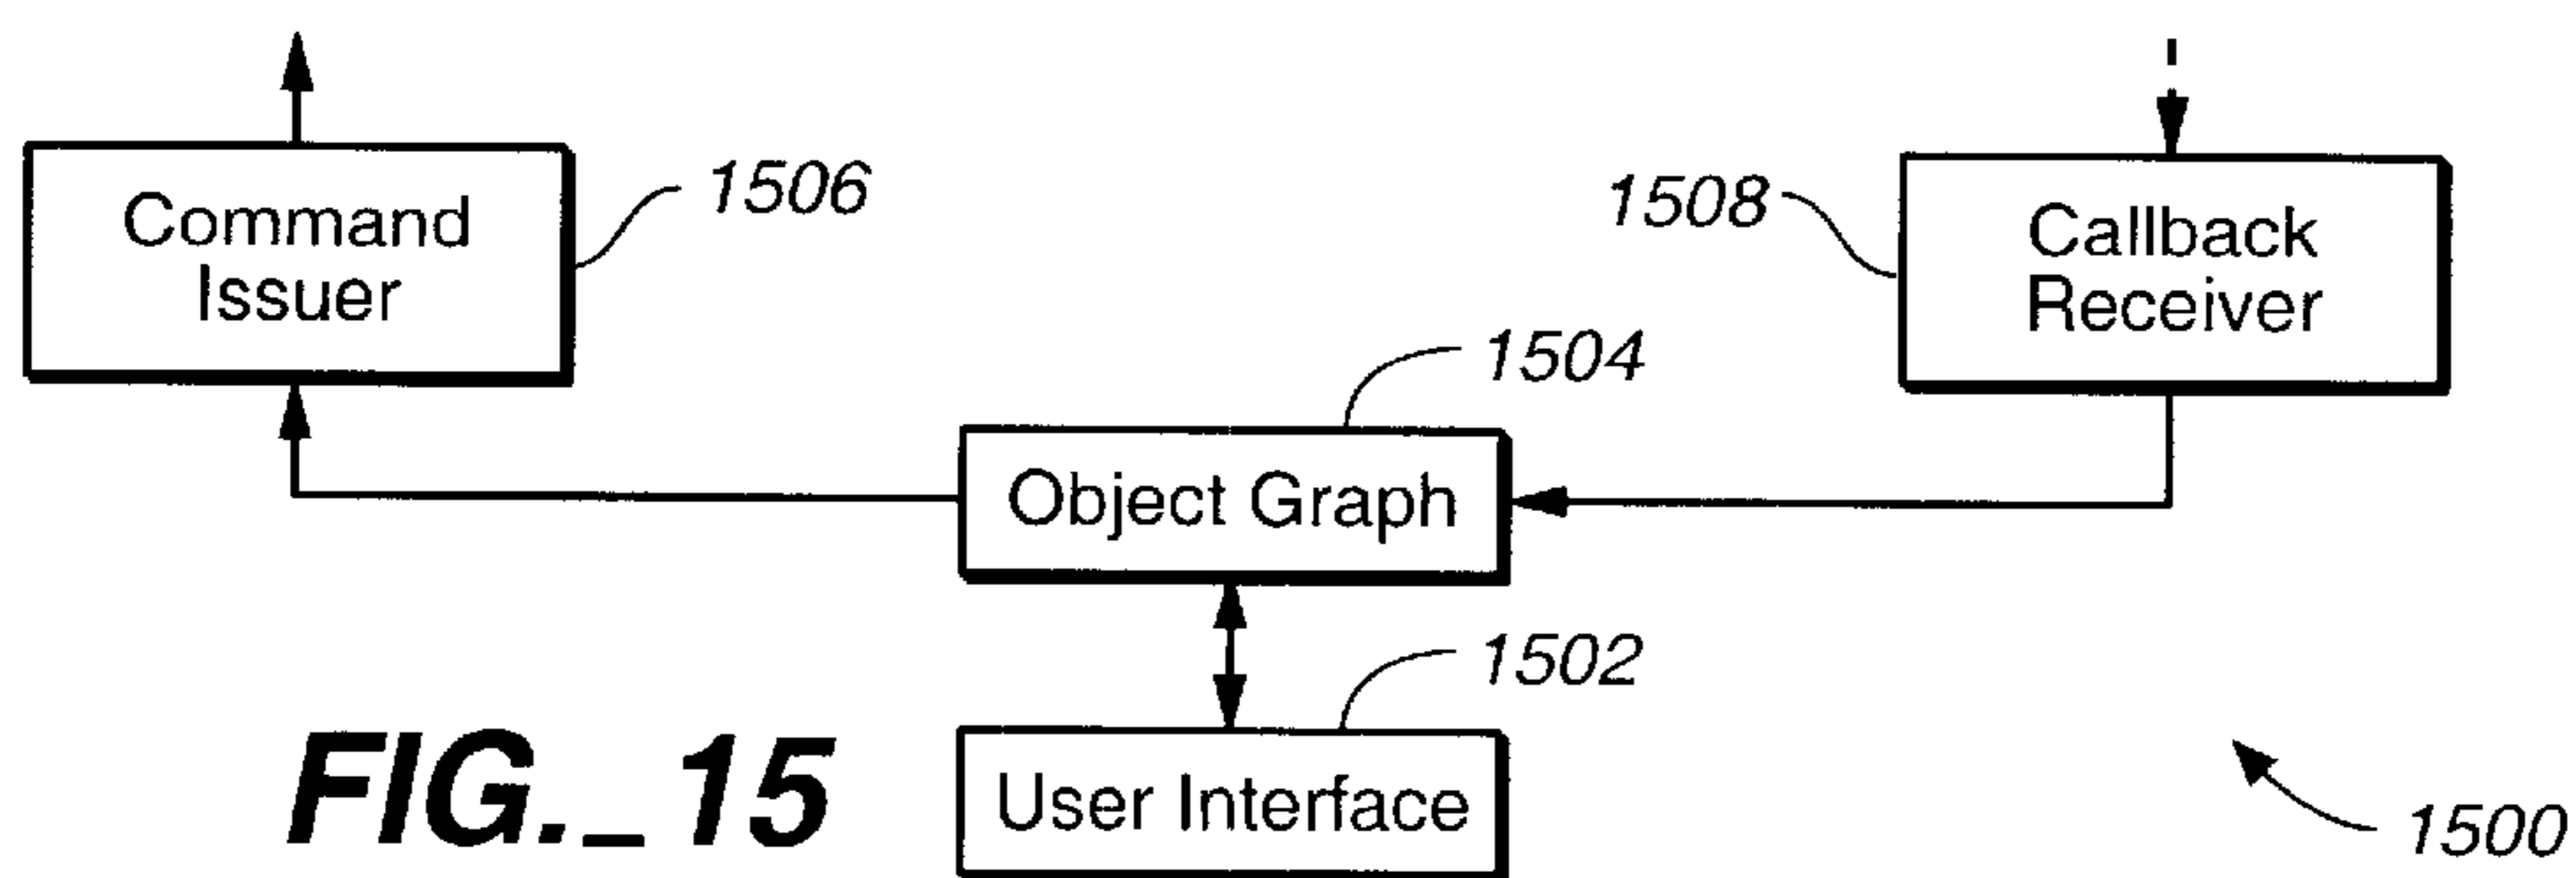 Command
Issuer
1506
1508
Callback
Receiver
1504
Object Graph
1502
User Interface
FIG._15
1500